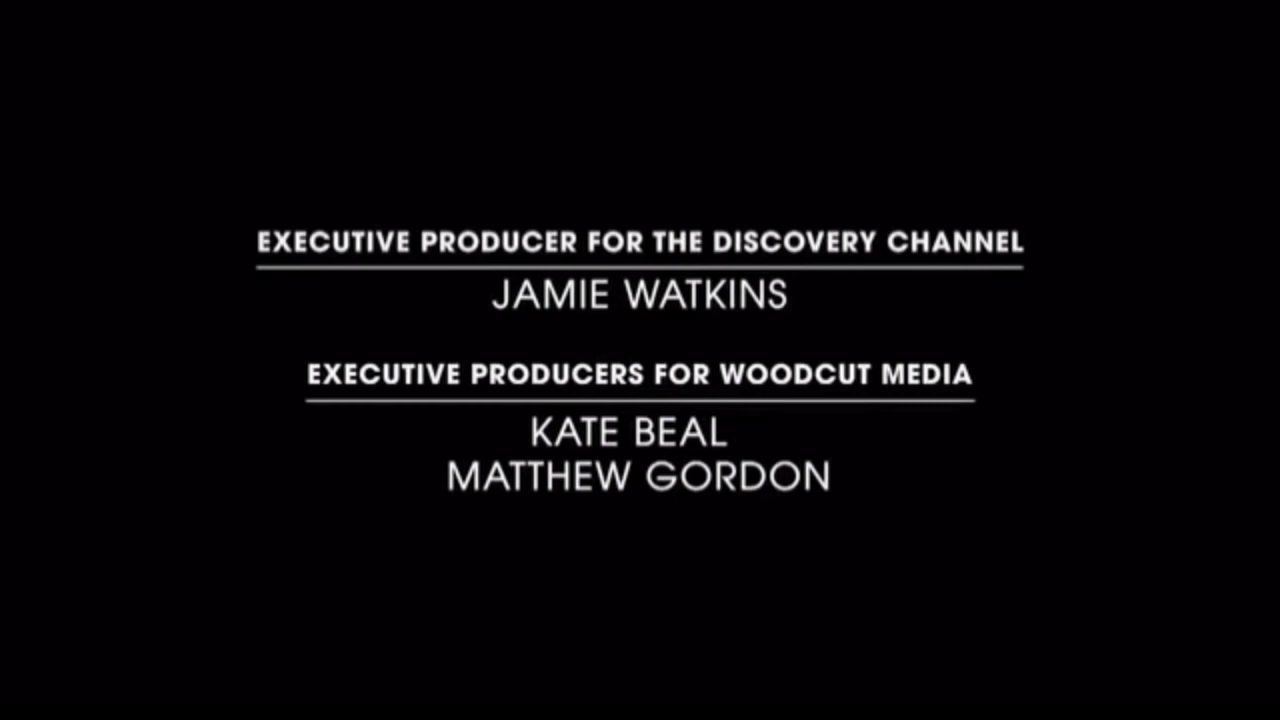 EXECUTIVE PRODUCER FOR THE DISCOVERY CHANNEL
JAMIE WATKINS
EXECUTIVE PRODUCERS FOR WOODCUT MEDIA
KATE BEAL
MATTHEW GORDON